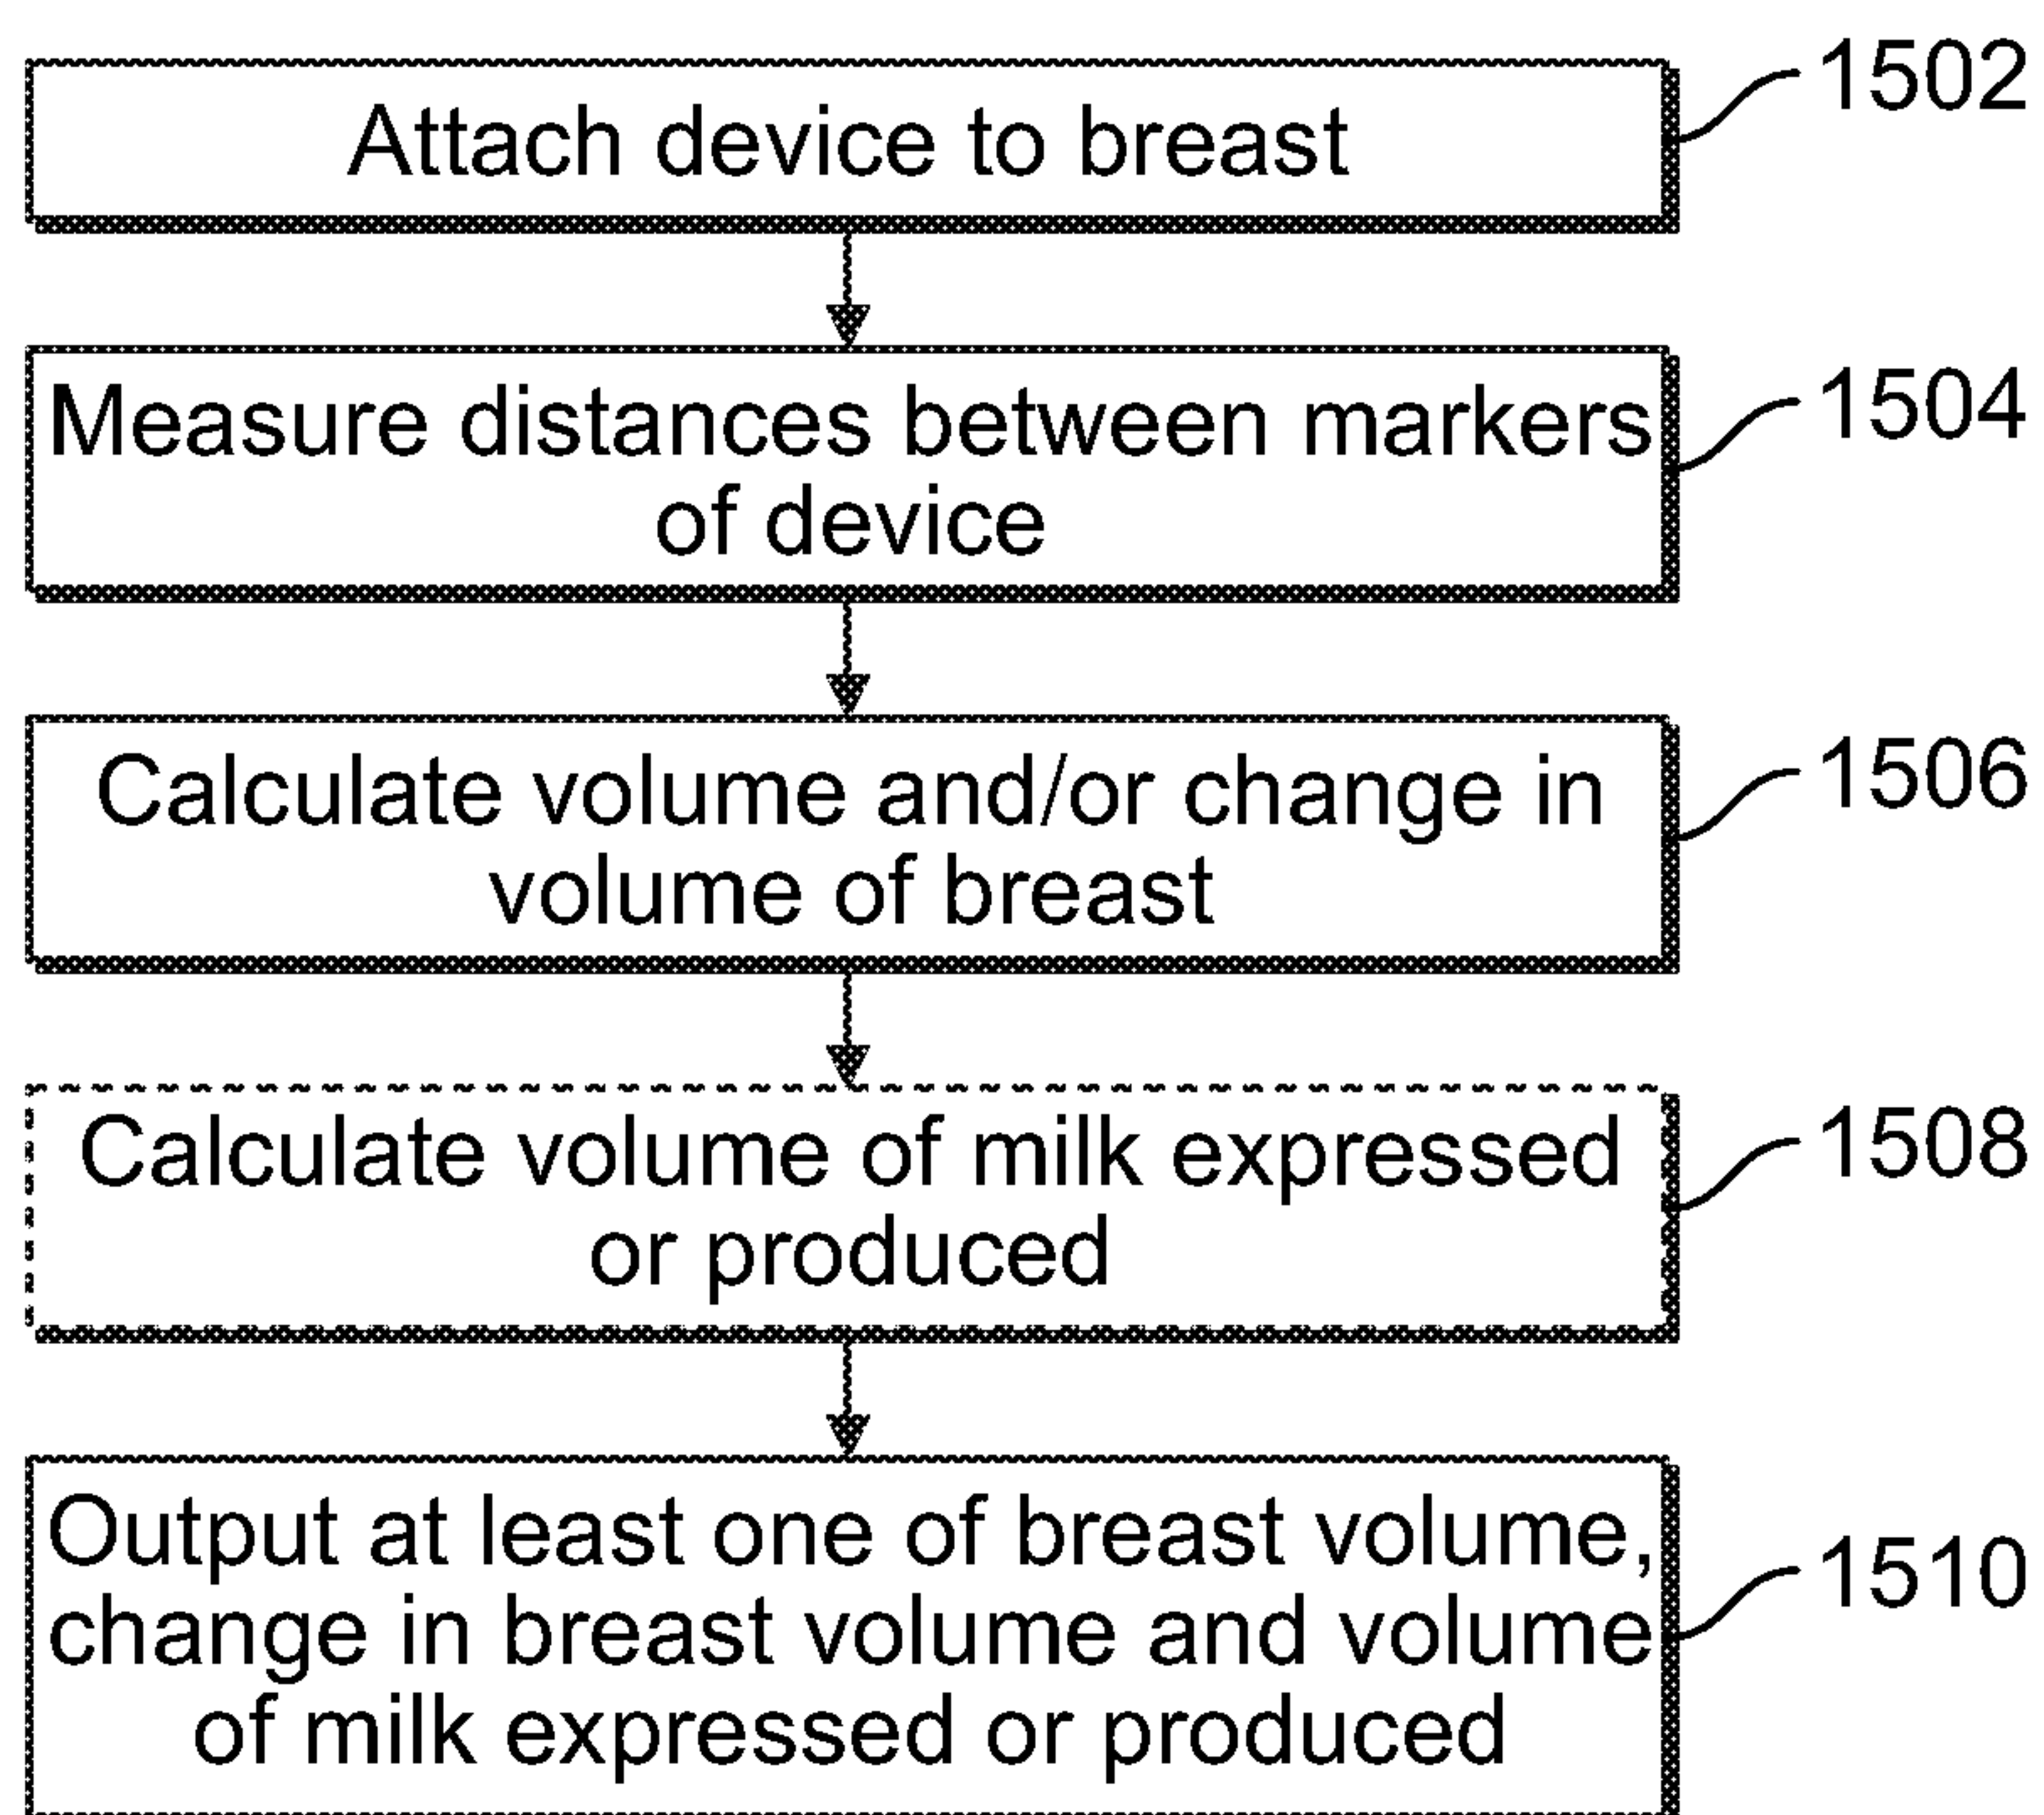 Attach device to breast
1502
Measure distances between markers
of device
1504
Calculate volume and/or change in
volume of breast
1506
Calculate volume of milk expressed
or produced
1508
Output at least one of breast volume,
change in breast volume and volume
of milk expressed or produced
1510